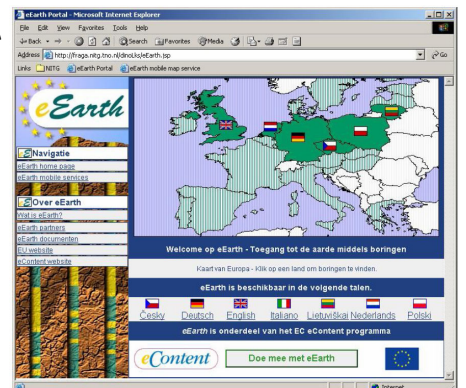 eEarth Portal - Microsoft Internet Explorer
File Edit View Favorites Tools Help
Back Search Favorites Media
Address http://fraga.nitg.tno.nl/dinoLks/eEarth.jsp Go
Links NITG eEarth Portal eEarth mobile map service
eEarth
Navigatie
eEarth home page
eEarth mobile services
Over eEarth
Wat is eEarth?
eEarth partners
eEarth documenten
EU website
eContent website
Welcome op eEarth - Toegang tot de aarde middels boringen
Kaart van Europa - Klik op een land om boringen te vinden.
eEarth is beschikbaar in de volgende talen.
Česky Deutsch English Italiano Lietuviškai Nederlands Polski
eEarth is onderdeel van het EC eContent programma
eContent
Doe mee met eEarth
Internet